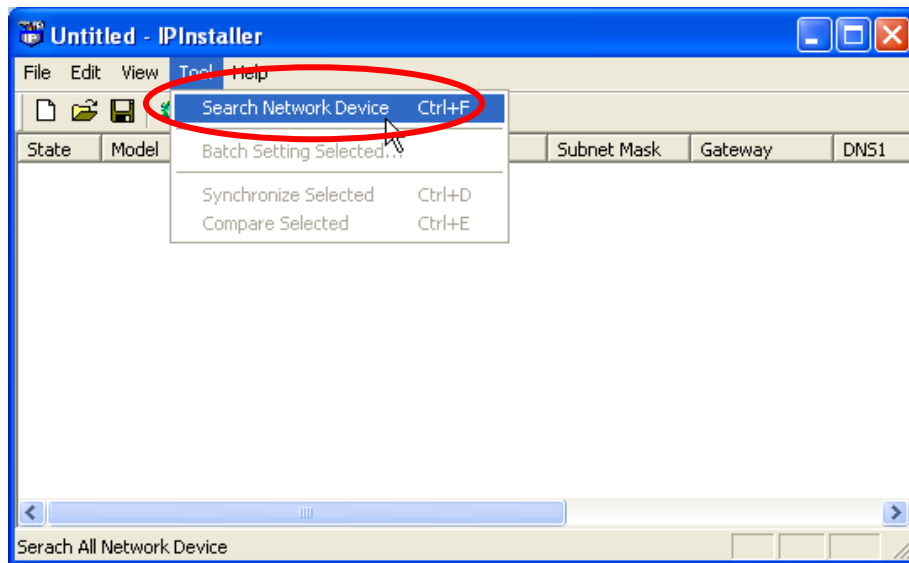 Untitled - IPInstaller
File Edit View Tool Help
Search Network Device Ctrl+F
State Model Subnet Mask Gateway DNS1
Batch Setting Selected...
Synchronize Selected Ctrl+D
Compare Selected Ctrl+E
Serach All Network Device